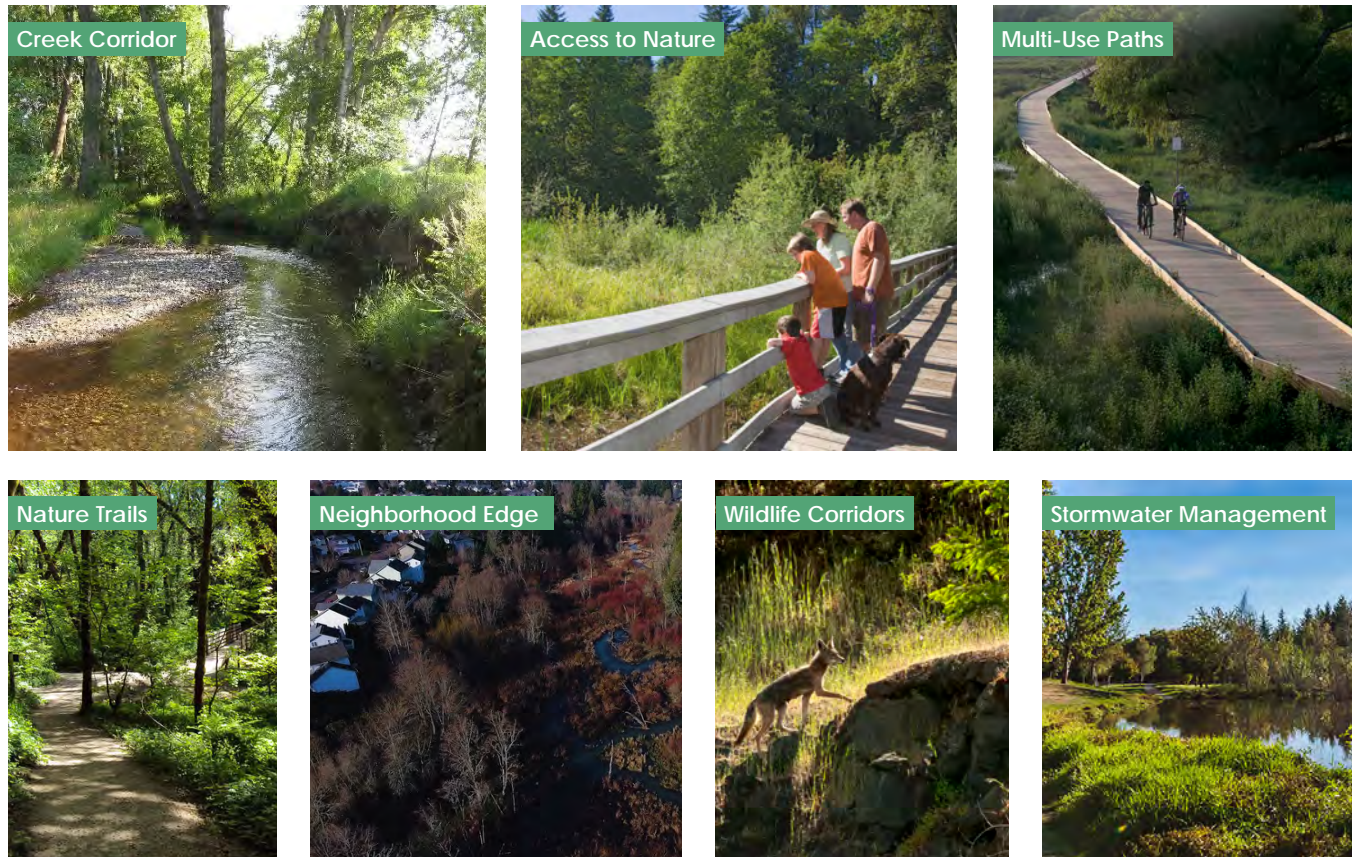 Creek Corridor
Access to Nature
Multi-Use Paths
Nature Trails
Neighborhood Edge
Wildlife Corridors
Stormwater Management